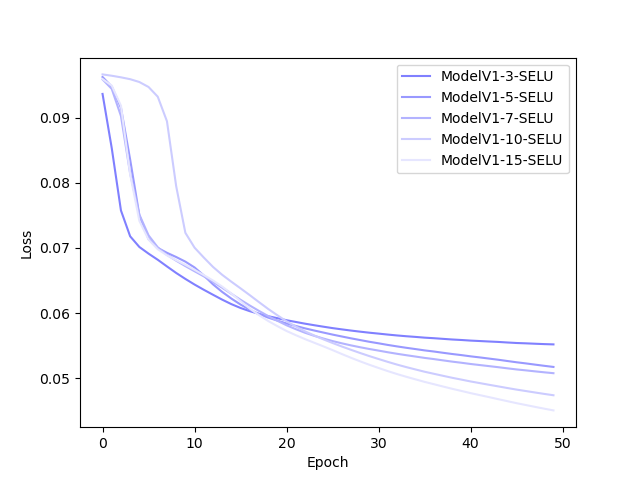 ModelV1-3-SELU
ModelV1-5-SELU
ModelV1-7-SELU
ModelV1-10-SELU
ModelV1-15-SELU
0.09
0.08
0.07
0.06
0.05
Loss
0 10 20 30 40 50
Epoch